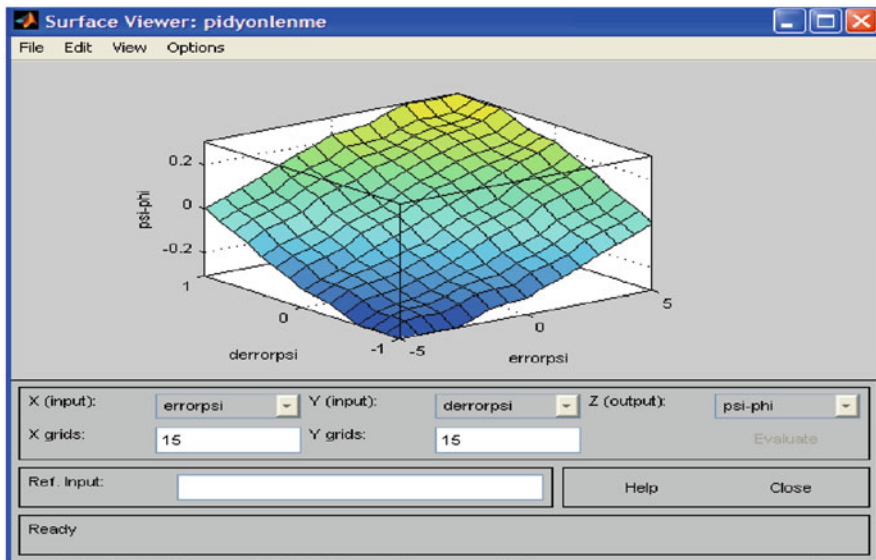 Surface Viewer: pidyonlenme
File Edit View Options
0.2
0
-0.2
psi-phi
1
0
-1
derrorpsi
-5
0
5
errorpsi
X (input): errorpsi Y (input): derrorpsi Z (output): psi-phi
X grids: 15 Y grids: 15 Evaluate
Ref. Input: Help Close
Ready